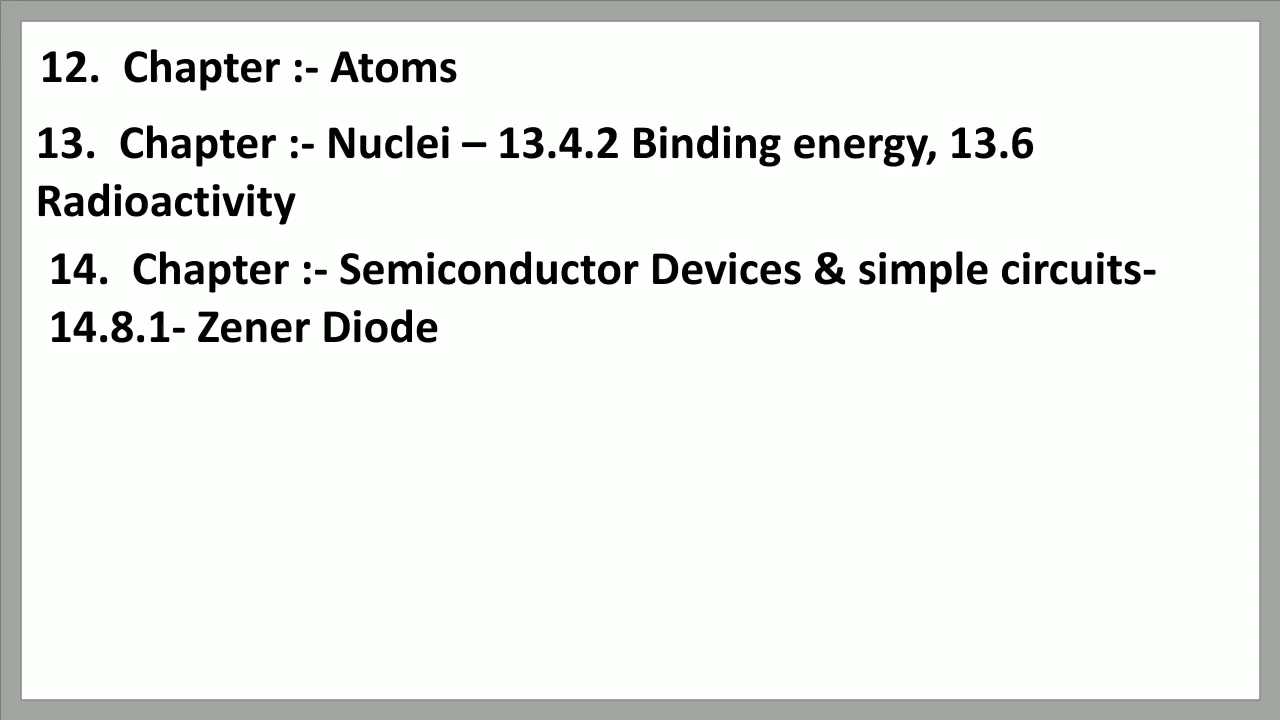 12.  Chapter :- Atoms
13.  Chapter :- Nuclei – 13.4.2 Binding energy, 13.6
Radioactivity
14.  Chapter :- Semiconductor Devices & simple circuits-
14.8.1- Zener Diode